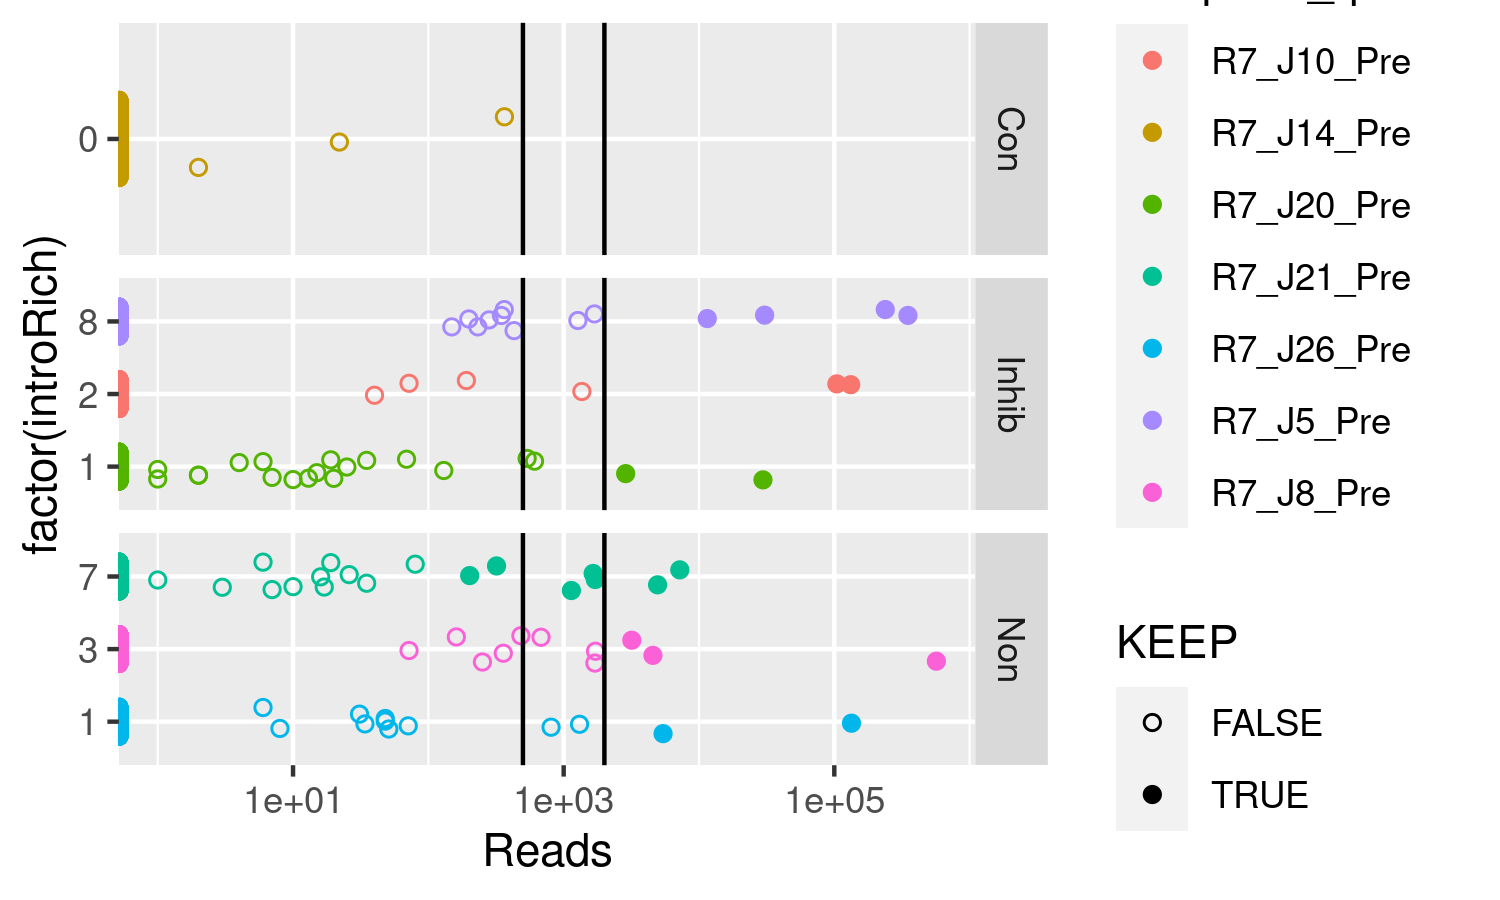 factor(introRich)
0
Con
8
2
1
Inhib
7
3
1
Non
1e+01
1e+03
1e+05
Reads
R7_J10_Pre
R7_J14_Pre
R7_J20_Pre
R7_J21_Pre
R7_J26_Pre
R7_J5_Pre
R7_J8_Pre
KEEP
FALSE
TRUE